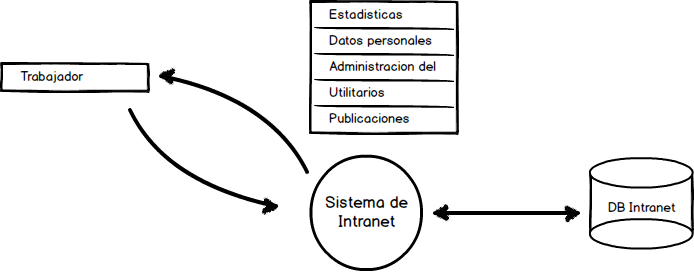 Estadisticas
Datos personales
Administracion del
Utilitarios
Publicaciones
Trabajador
Sistema de
Intranet
DB Intranet